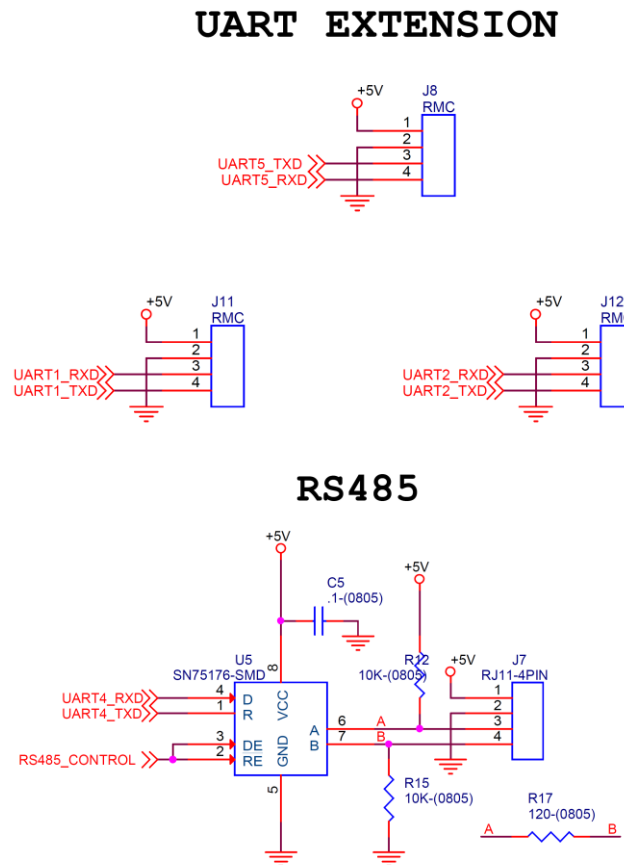 UART EXTENSION
+5V
J8
RMC
1
2
UART5_TXD 3
UART5_RXD 4
+5V
J11
RMC
1
2
UART1_RXD 3
UART1_TXD 4
+5V
J12
RMC
1
2
UART2_RXD 3
UART2_TXD 4
RS485
+5V
C5
.1-(0805)
+5V
U5
SN75176-SMD
8
R12
10K-(0805)
+5V
J7
RJ11-4PIN
UART4_RXD 4 D
UART4_TXD 1 R
VCC
1
2
A 6 A 3
B 7 B 4
3 DE
RS485_CONTROL 2 RE
GND
5
R15
10K-(0805)
R17
120-(0805)
A B